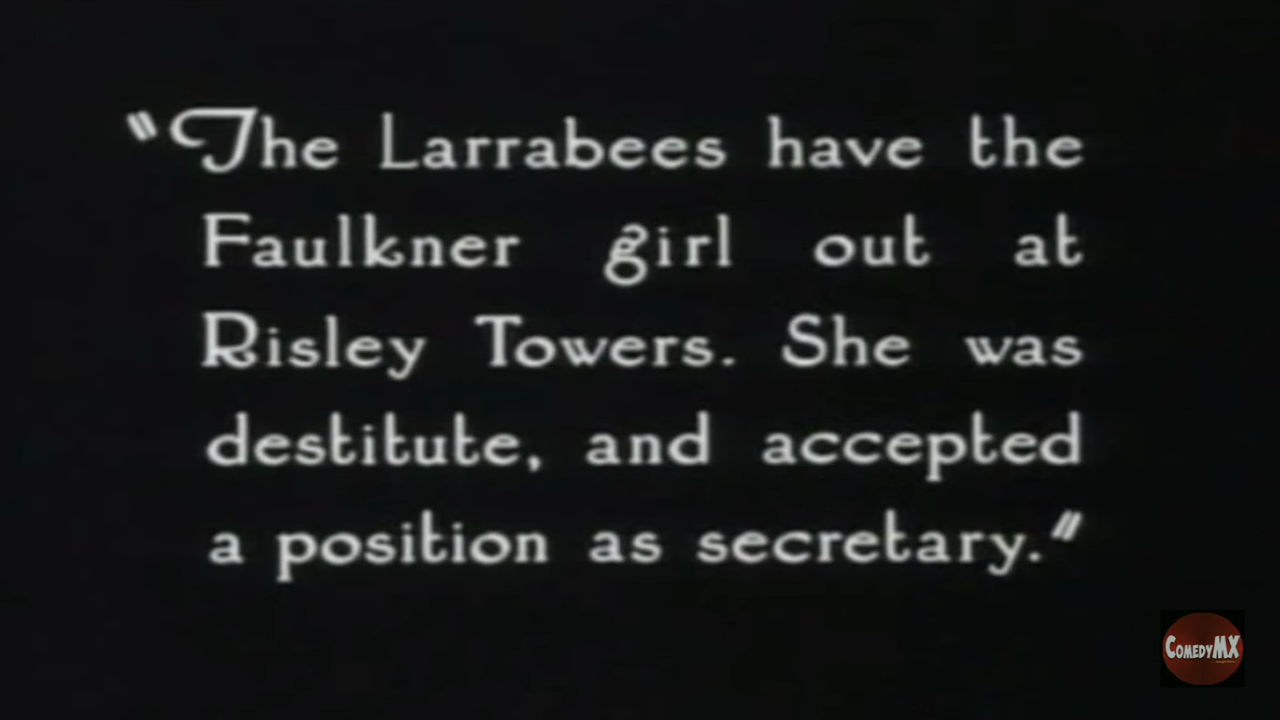 "The Larrabees have the
Faulkner girl out at
Risley Towers. She was
destitute, and accepted
a position as secretary."
COMEDYMX